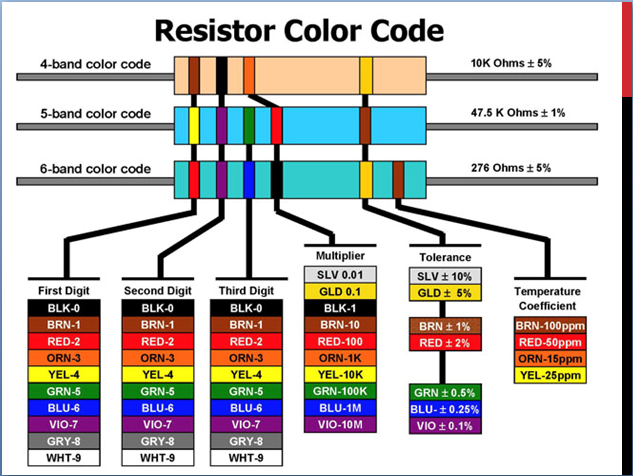 Resistor Color Code
4-band color code
10K Ohms ± 5%
5-band color code
47.5 K Ohms ± 1%
6-band color code
276 Ohms ± 5%
First Digit
BLK-0
BRN-1
RED-2
ORN-3
YEL-4
GRN-5
BLU-6
VIO-7
GRY-8
WHT-9
Second Digit
BLK-0
BRN-1
RED-2
ORN-3
YEL-4
GRN-5
BLU-6
VIO-7
GRY-8
WHT-9
Third Digit
BLK-0
BRN-1
RED-2
ORN-3
YEL-4
GRN-5
BLU-6
VIO-7
GRY-8
WHT-9
Multiplier
SLV 0.01
GLD 0.1
BLK-1
BRN-10
RED-100
ORN-1K
YEL-10K
GRN-100K
BLU-1M
VIO-10M
Tolerance
SLV ± 10%
GLD ± 5%
BRN ± 1%
RED ± 2%
GRN ± 0.5%
BLU- ± 0.25%
VIO ± 0.1%
Temperature
Coefficient
BRN-100ppm
RED-50ppm
ORN-15ppm
YEL-25ppm